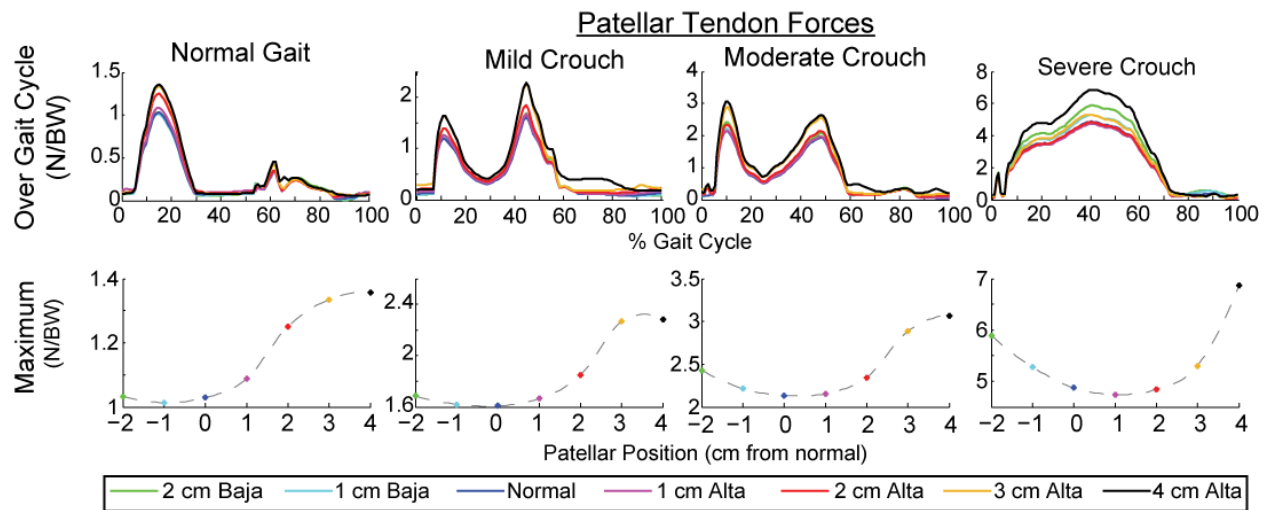 Patellar Tendon Forces
Normal Gait
Mild Crouch
Moderate Crouch
Severe Crouch
Over Gait Cycle
(N/BW)
1.5
1
0.5
0
0 20 40 60 80 100
2
1
0
0 20 40 60 80 100
4
3
2
1
0
0 20 40 60 80 100
8
6
4
2
0
0 20 40 60 80 100
% Gait Cycle
Maximum
(N/BW)
1.4
1.2
1
−2 −1 0 1 2 3 4
2.4
2
1.6
−2 −1 0 1 2 3 4
3.5
3
2.5
2
−2 −1 0 1 2 3 4
7
6
5
−2 −1 0 1 2 3 4
Patellar Position (cm from normal)
2 cm Baja 1 cm Baja Normal 1 cm Alta 2 cm Alta 3 cm Alta 4 cm Alta